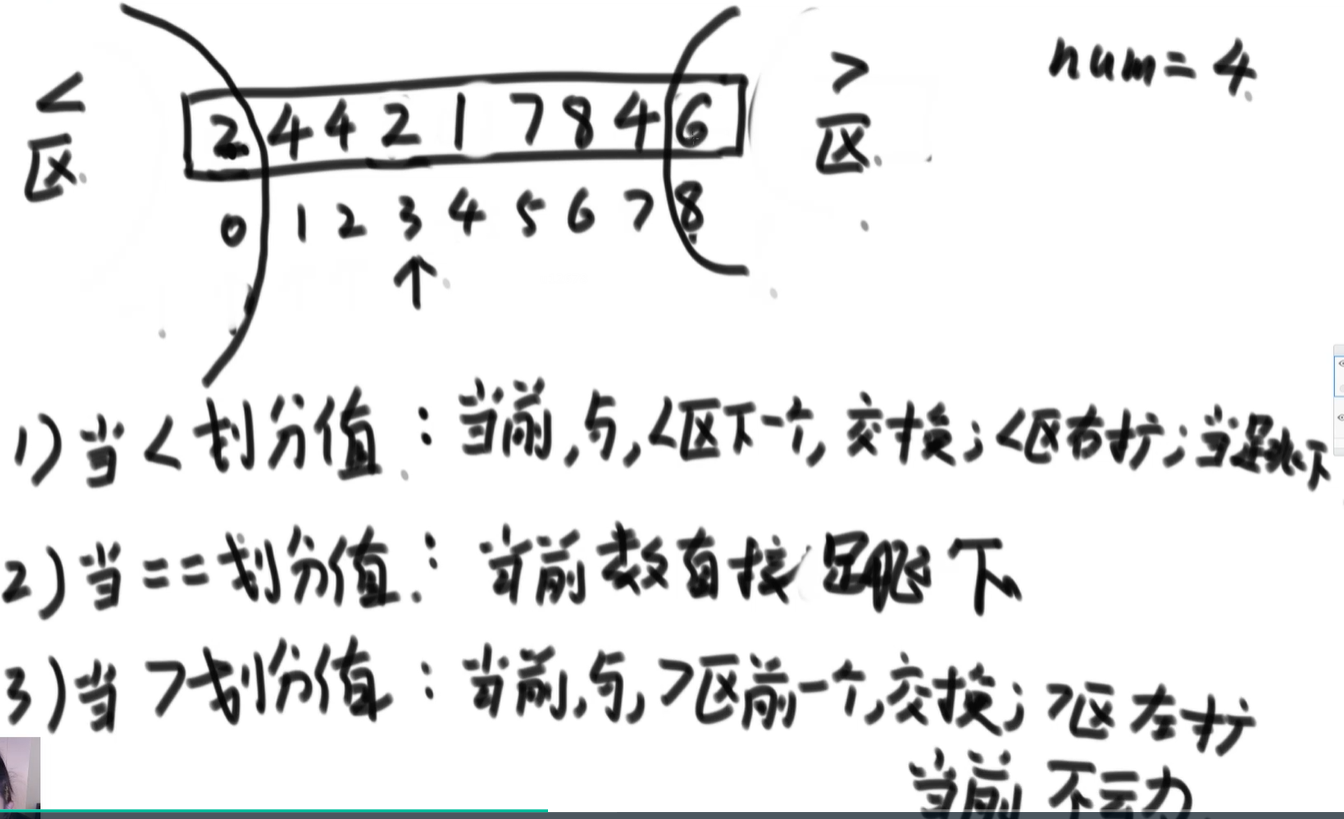 < 区 2 4 4 2 1 7 8 4 6 > 区 num = 4
0 1 2 3 4 5 6 7 8
↑
1) 当 < 划分值 : 当前, 与, <区下一个, 交换; <区右扩; 当跳下
2) 当 == 划分值 : 当前数直接跳下
3) 当 > 划分值 : 当前, 与, >区前一个, 交换; >区左扩
当前不动